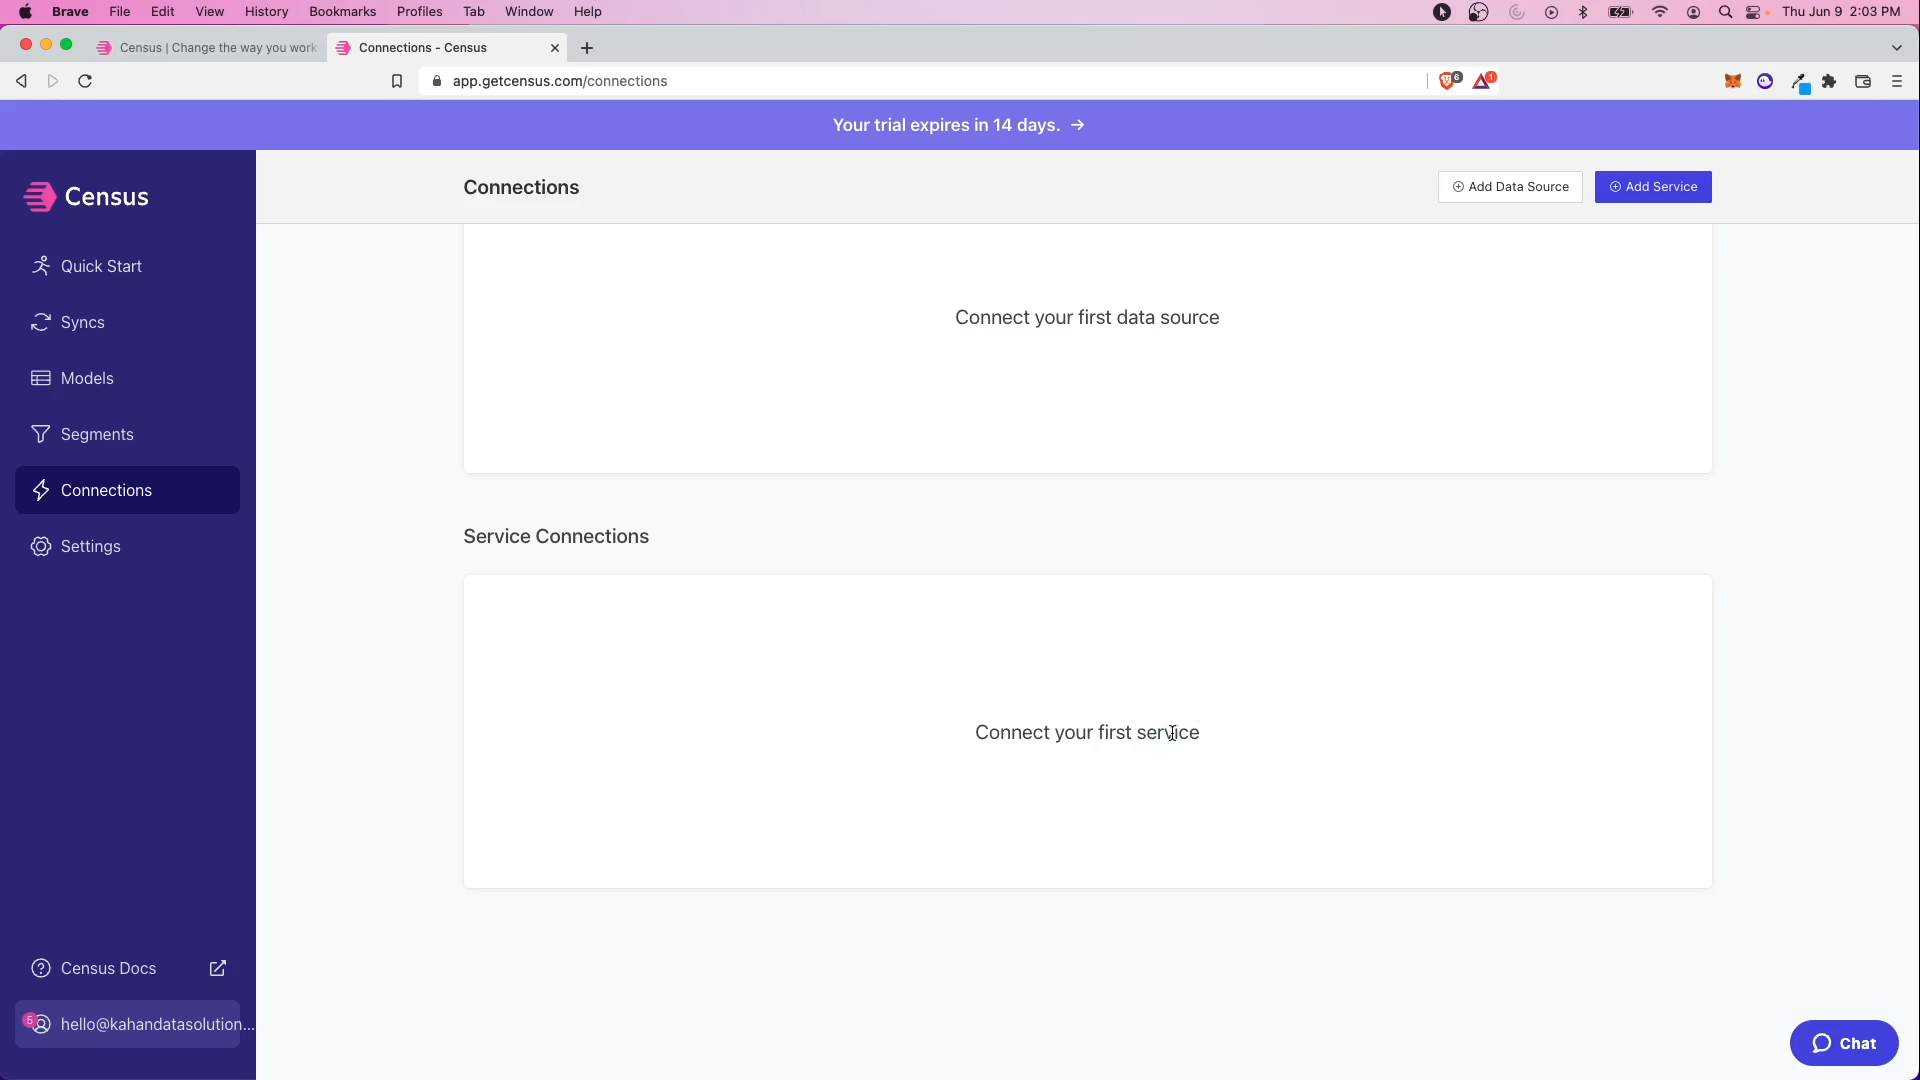 Brave File Edit View History Bookmarks Profiles Tab Window Help Thu Jun 9 2:03 PM
Census | Change the way you work
Connections - Census
app.getcensus.com/connections
6
1
Your trial expires in 14 days. →
Census
Connections
Add Data Source
Add Service
Quick Start
Syncs
Models
Segments
Connections
Settings
Connect your first data source
Service Connections
Connect your first service
Census Docs
5
hello@kahandatasolution...
Chat